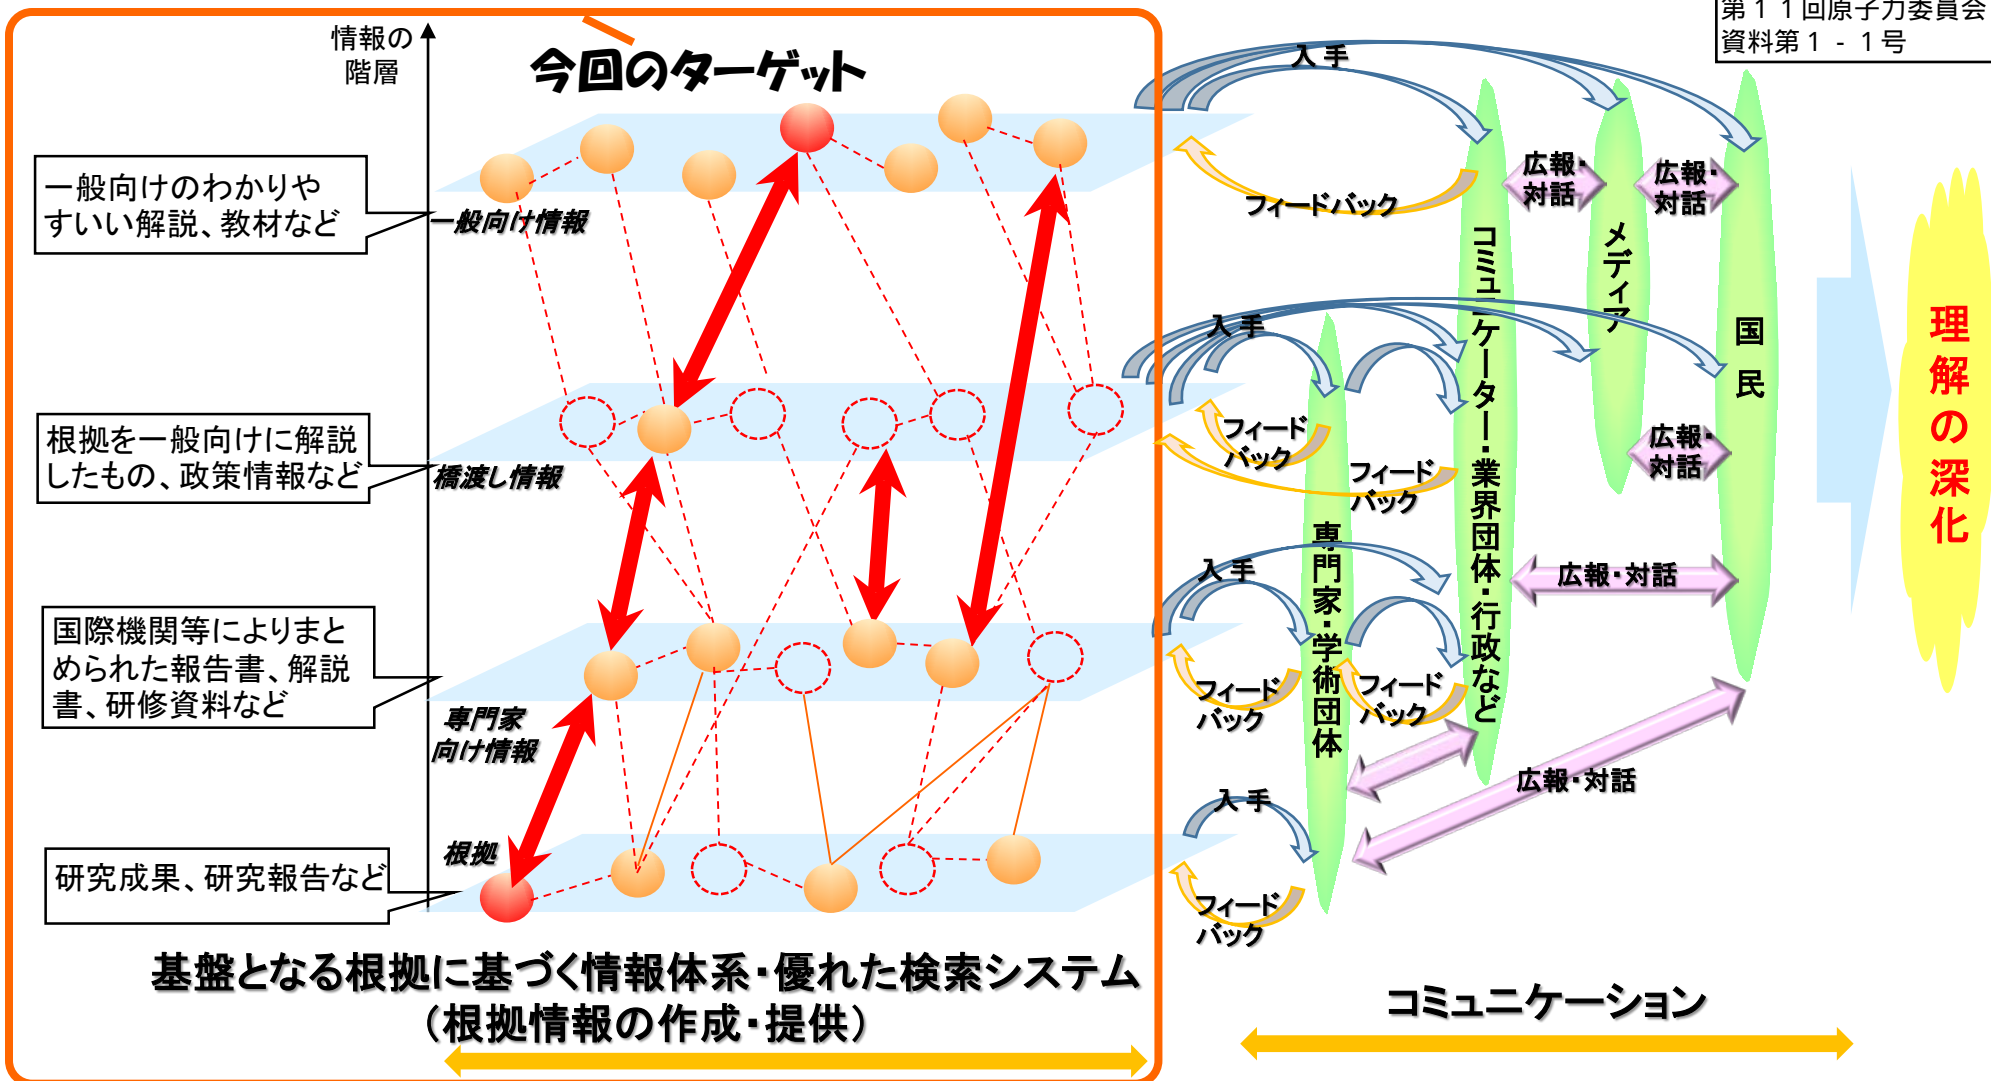 第１１回原子力委員会
資料第１-１号
情報の
階層
今回のターゲット
一般向けのわかりや
すいい解説、教材など
一般向け情報
根拠を一般向けに解説
したもの、政策情報など
橋渡し情報
国際機関等によりまと
められた報告書、解説
書、研修資料など
専門家
向け情報
研究成果、研究報告など
根拠
基盤となる根拠に基づく情報体系・優れた検索システム
（根拠情報の作成・提供）
入手
フィードバック
広報・
対話
広報・
対話
コミュニケーター・業界団体・行政など
メディア
国民
入手
フィード
バック
フィード
バック
広報・
対話
専門家・学術団体
入手
広報・対話
フィード
バック
フィード
バック
広報・対話
入手
フィード
バック
コミュニケーション
理解の深化